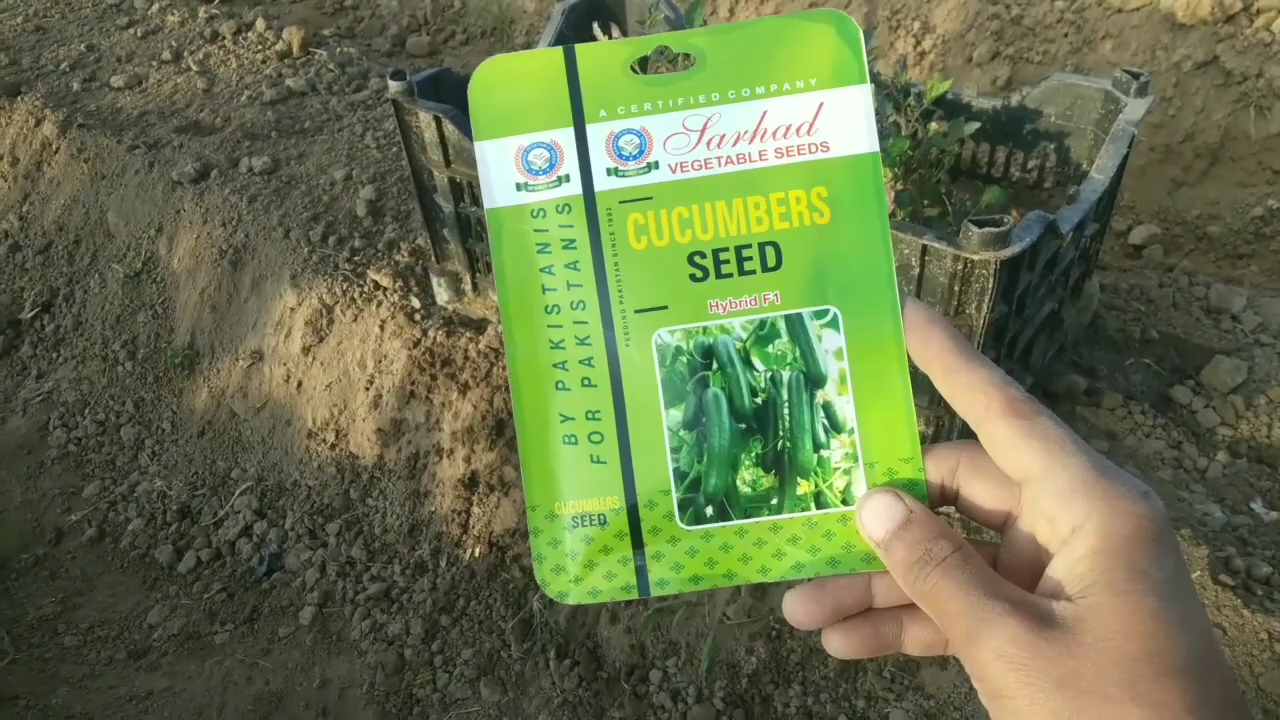 A CERTIFIED COMPANY
Sarhad
VEGETABLE SEEDS
CUCUMBERS
SEED
Hybrid F1
FEEDING PAKISTAN SINCE 1992
BY PAKISTANIS
FOR PAKISTANIS
CUCUMBERS
SEED